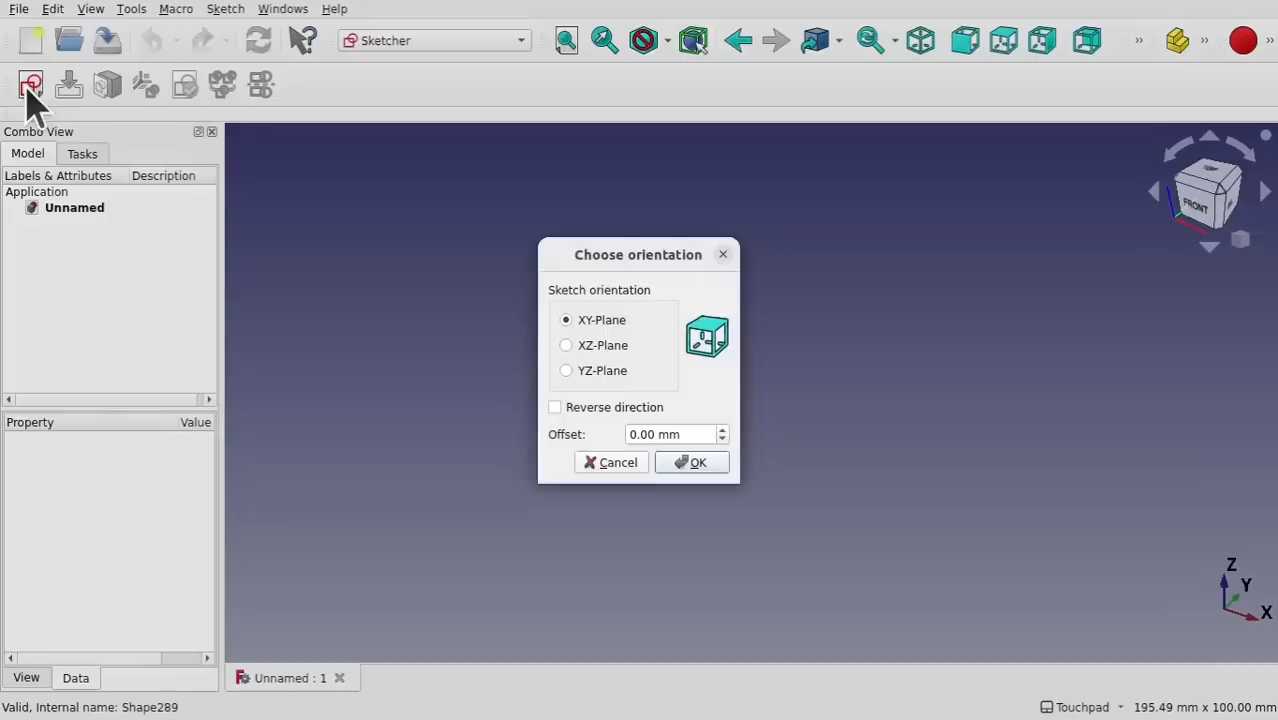 File Edit View Tools Macro Sketch Windows Help
Sketcher
Combo View
Model Tasks
Labels & Attributes Description
Application
Unnamed
FRONT
Choose orientation
Sketch orientation
XY-Plane
XZ-Plane
YZ-Plane
Reverse direction
Offset: 0.00 mm
Cancel OK
Property Value
Z
Y
X
View Data
Unnamed : 1
Valid, Internal name: Shape289
Touchpad 195.49 mm x 100.00 mm